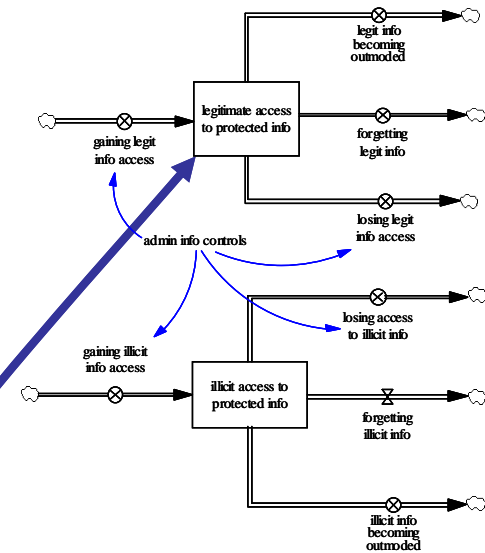 legit info
becoming
outmoded
legitimate access
to protected info
gaining legit
info access
forgetting
legit info
losing legit
info access
admin info controls
losing access
to illicit info
gaining illicit
info access
illicit access to
protected info
forgetting
illicit info
illicit info
becoming
outmoded